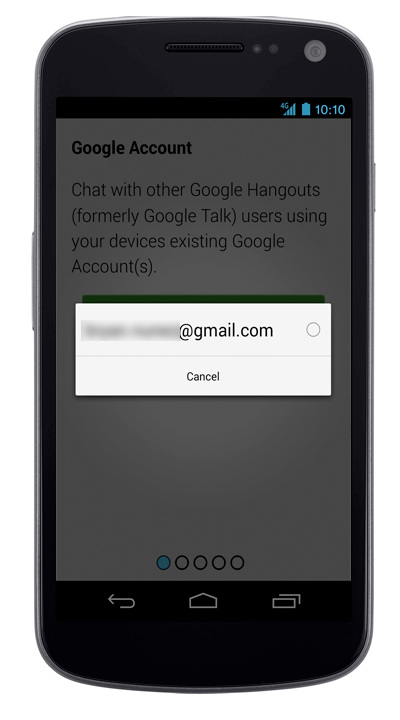 4G 10:10
Google Account
Chat with other Google Hangouts
(formerly Google Talk) users using
your devices existing Google
Account(s).
@gmail.com
Cancel